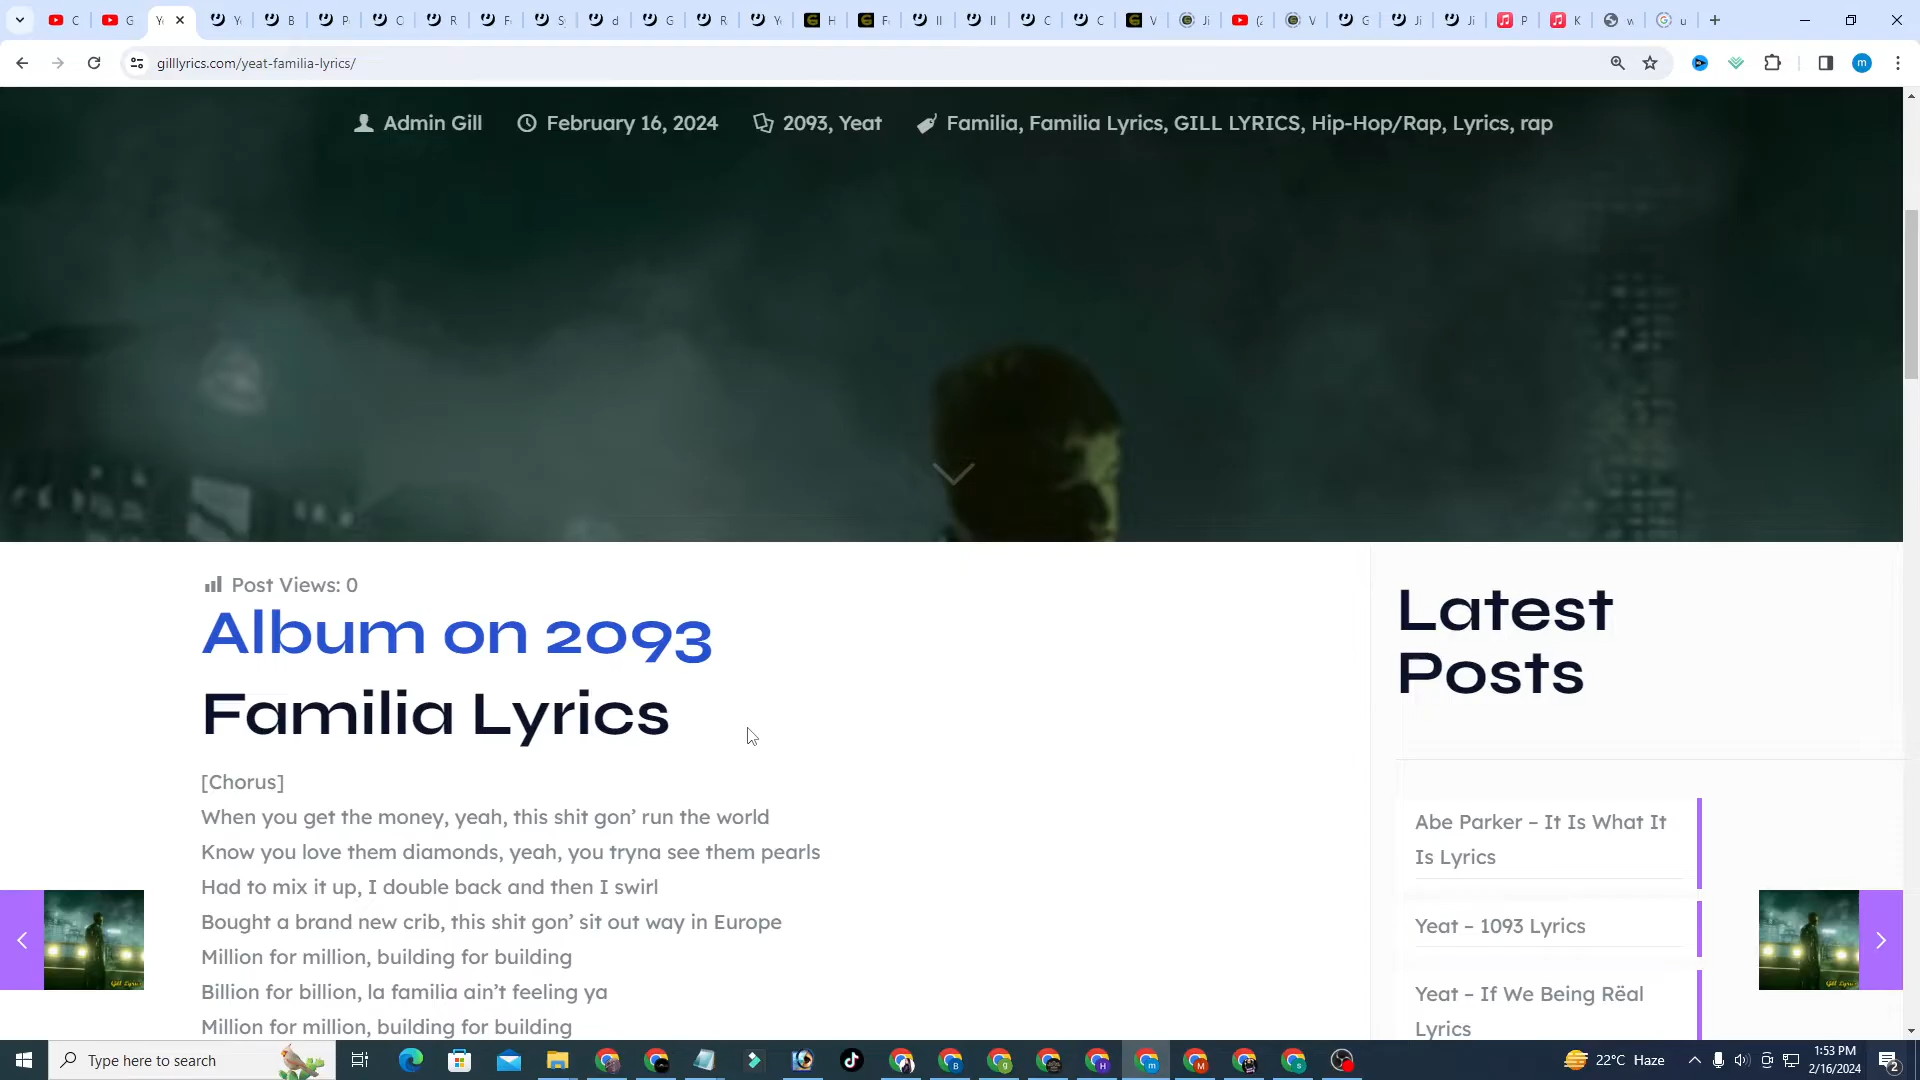 gilllyrics.com/yeat-familia-lyrics/
Admin Gill
February 16, 2024
2093, Yeat
Familia, Familia Lyrics, GILL LYRICS, Hip-Hop/Rap, Lyrics, rap
Post Views: 0
Album on 2093
Familia Lyrics
[Chorus]
When you get the money, yeah, this shit gon’ run the world
Know you love them diamonds, yeah, you tryna see them pearls
Had to mix it up, I double back and then I swirl
Bought a brand new crib, this shit gon’ sit out way in Europe
Million for million, building for building
Billion for billion, la familia ain’t feeling ya
Million for million, building for building
Latest
Posts
Abe Parker – It Is What It
Is Lyrics
Yeat – 1093 Lyrics
Yeat – If We Being Rëal
Lyrics
Type here to search
22°C Haze
1:53 PM
2/16/2024
2